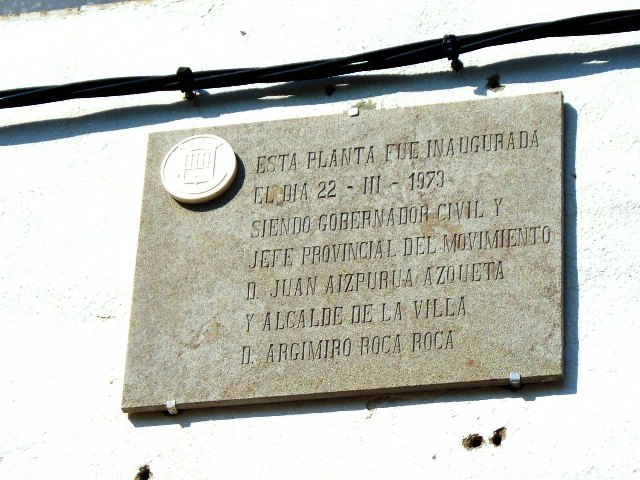 ESTA PLANTA FUE INAUGURADA
EL DIA 22 - III - 1973
SIENDO GOBERNADOR CIVIL Y
JEFE PROVINCIAL DEL MOVIMIENTO
D. JUAN AIZPURUA AZQUETA
Y ALCALDE DE LA VILLA
D. ARGIMIRO ROCA ROCA